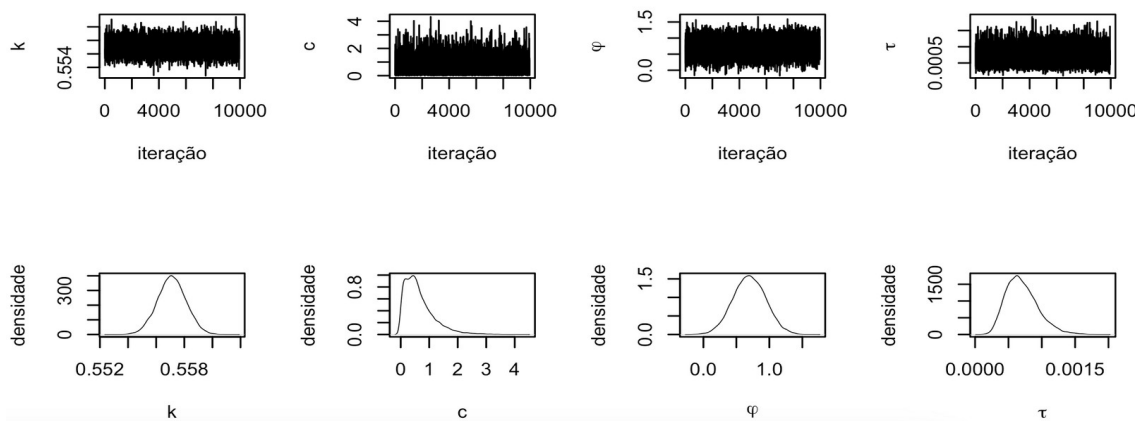 k
0.554
0 4000 10000
iteração
c
0 2 4
0 4000 10000
iteração
φ
0.0 1.5
0 4000 10000
iteração
τ
0.0005
0 4000 10000
iteração
densidade
0 300
0.552 0.558
k
densidade
0.0 0.8
0 1 2 3 4
c
densidade
0.0 1.5
0.0 1.0
φ
densidade
0 1500
0.0000 0.0015
τ